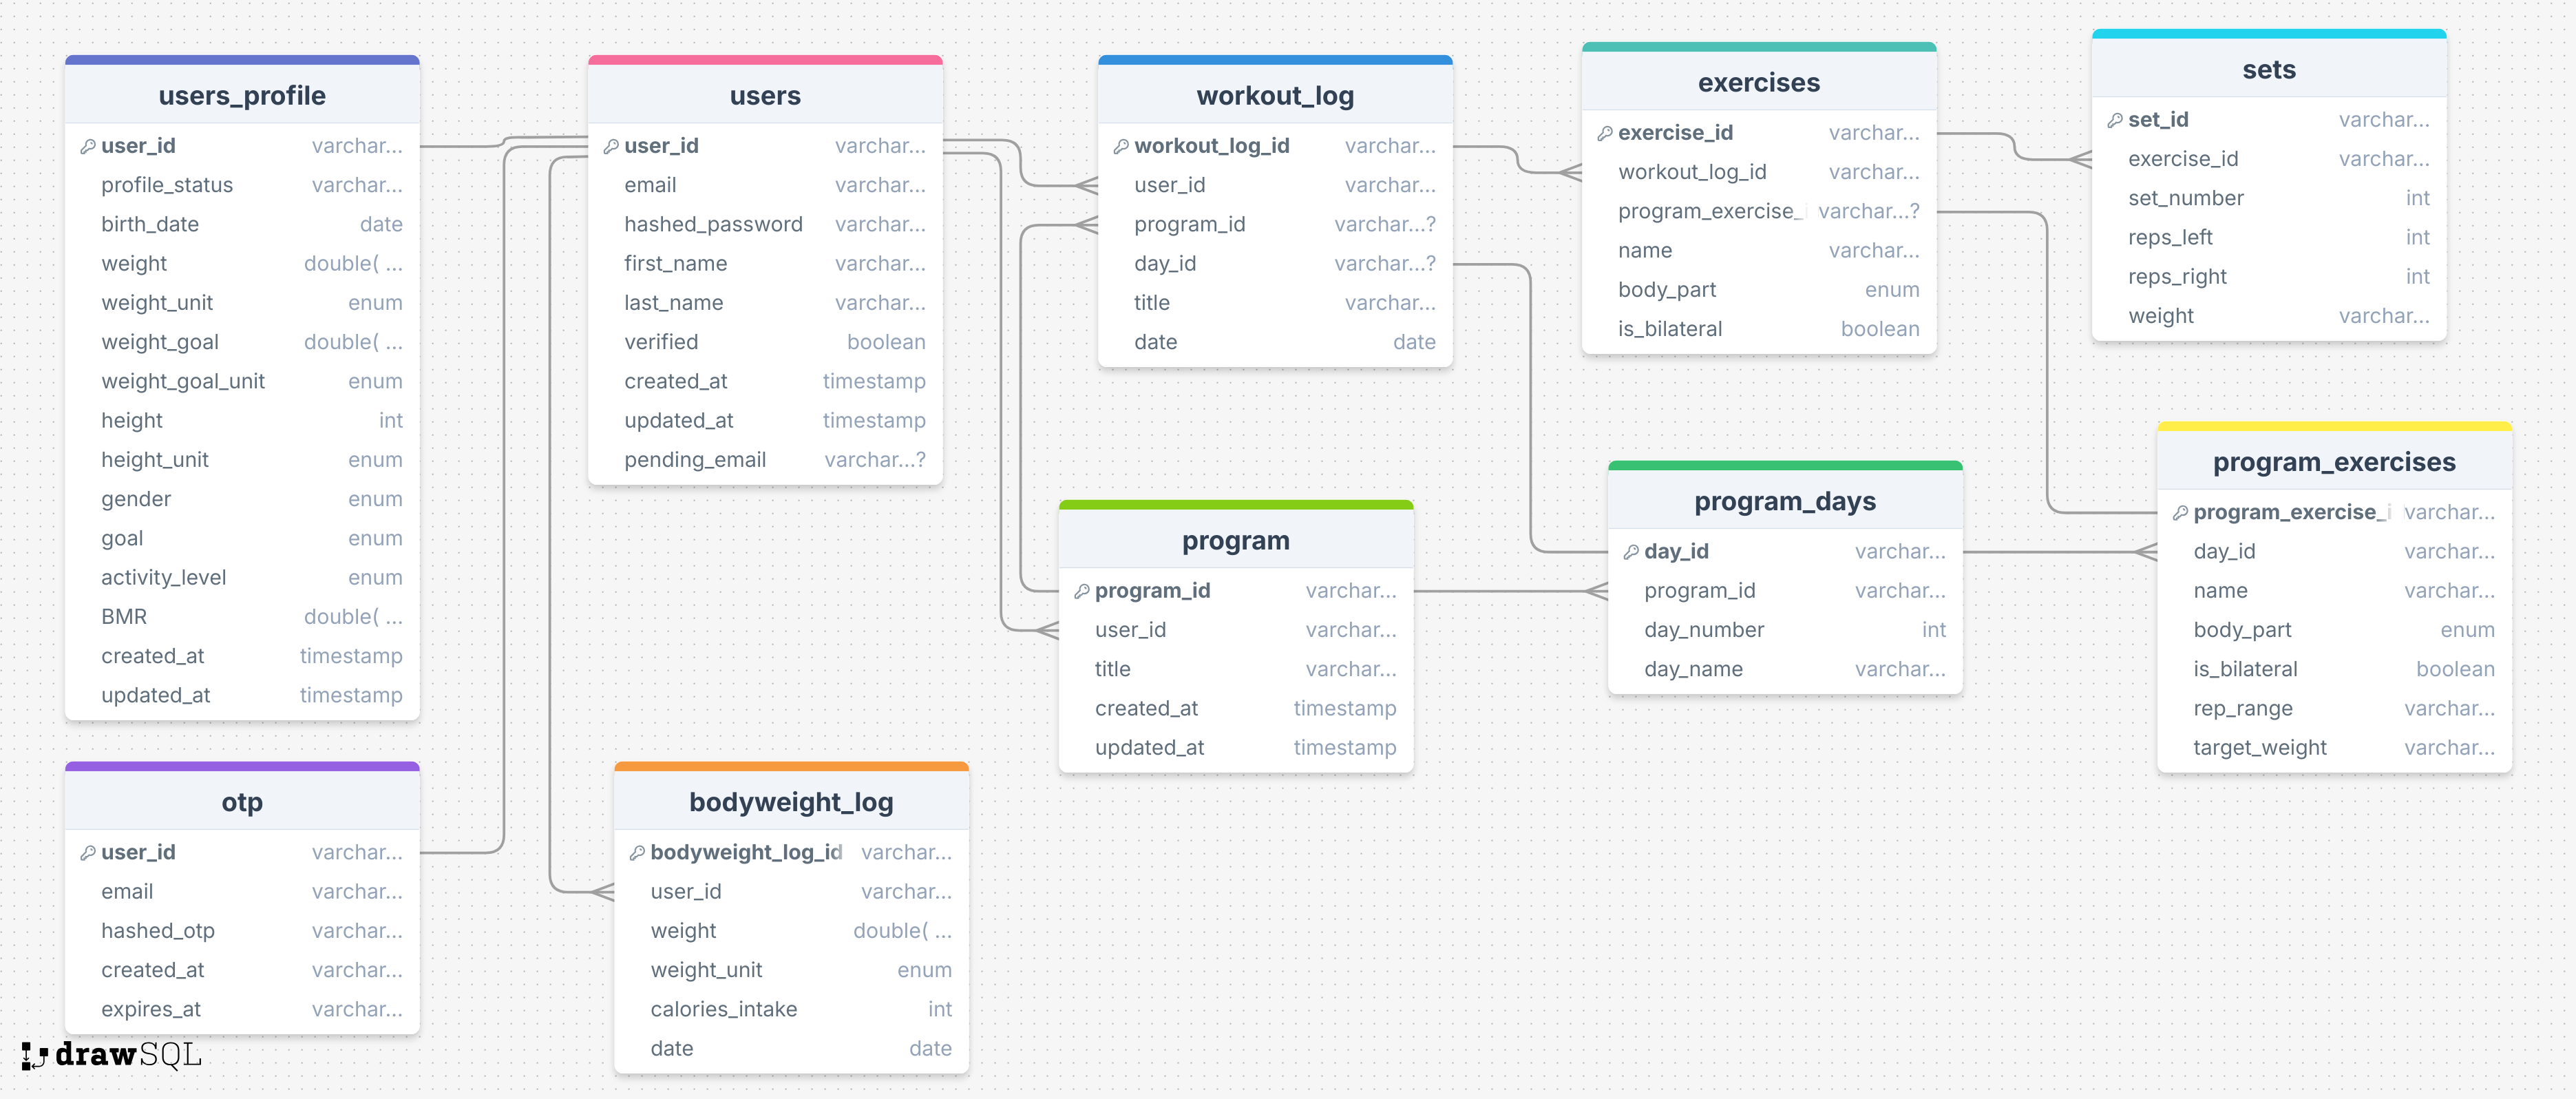 users_profile
user_id varchar...
profile_status varchar...
birth_date date
weight double( ...
weight_unit enum
weight_goal double( ...
weight_goal_unit enum
height int
height_unit enum
gender enum
goal enum
activity_level enum
BMR double( ...
created_at timestamp
updated_at timestamp
users
user_id varchar...
email varchar...
hashed_password varchar...
first_name varchar...
last_name varchar...
verified boolean
created_at timestamp
updated_at timestamp
pending_email varchar...?
workout_log
workout_log_id varchar...
user_id varchar...
program_id varchar...?
day_id varchar...?
title varchar...
date date
exercises
exercise_id varchar...
workout_log_id varchar...
program_exercise_ varchar...?
name varchar...
body_part enum
is_bilateral boolean
sets
set_id varchar...
exercise_id varchar...
set_number int
reps_left int
reps_right int
weight varchar...
program
program_id varchar...
user_id varchar...
title varchar...
created_at timestamp
updated_at timestamp
program_days
day_id varchar...
program_id varchar...
day_number int
day_name varchar...
program_exercises
program_exercise_i varchar...
day_id varchar...
name varchar...
body_part enum
is_bilateral boolean
rep_range varchar...
target_weight varchar...
otp
user_id varchar...
email varchar...
hashed_otp varchar...
created_at varchar...
expires_at varchar...
bodyweight_log
bodyweight_log_id varchar...
user_id varchar...
weight double( ...
weight_unit enum
calories_intake int
date date
drawSQL